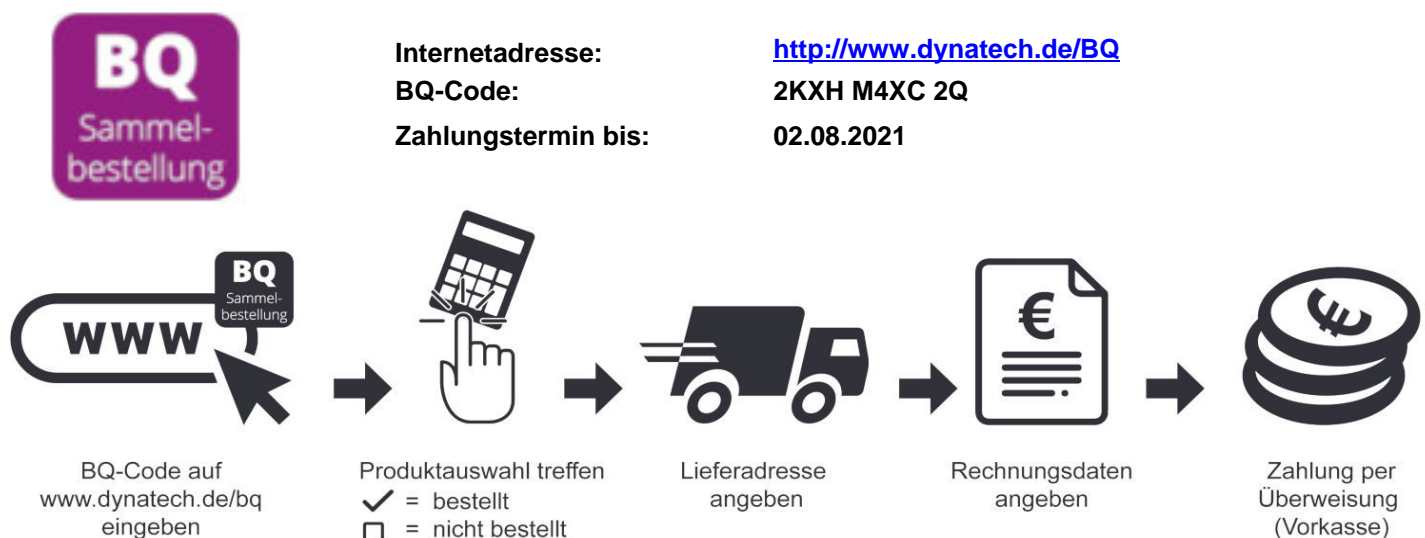 BQ
Sammel-
bestellung
Internetadresse: http://www.dynatech.de/BQ
BQ-Code: 2KXH M4XC 2Q
Zahlungstermin bis: 02.08.2021
BQ
Sammel-
bestellung
WWW
€
€
BQ-Code auf
www.dynatech.de/bq
eingeben
Produktauswahl treffen
✓ = bestellt
☐ = nicht bestellt
Lieferadresse
angeben
Rechnungsdaten
angeben
Zahlung per
Überweisung
(Vorkasse)